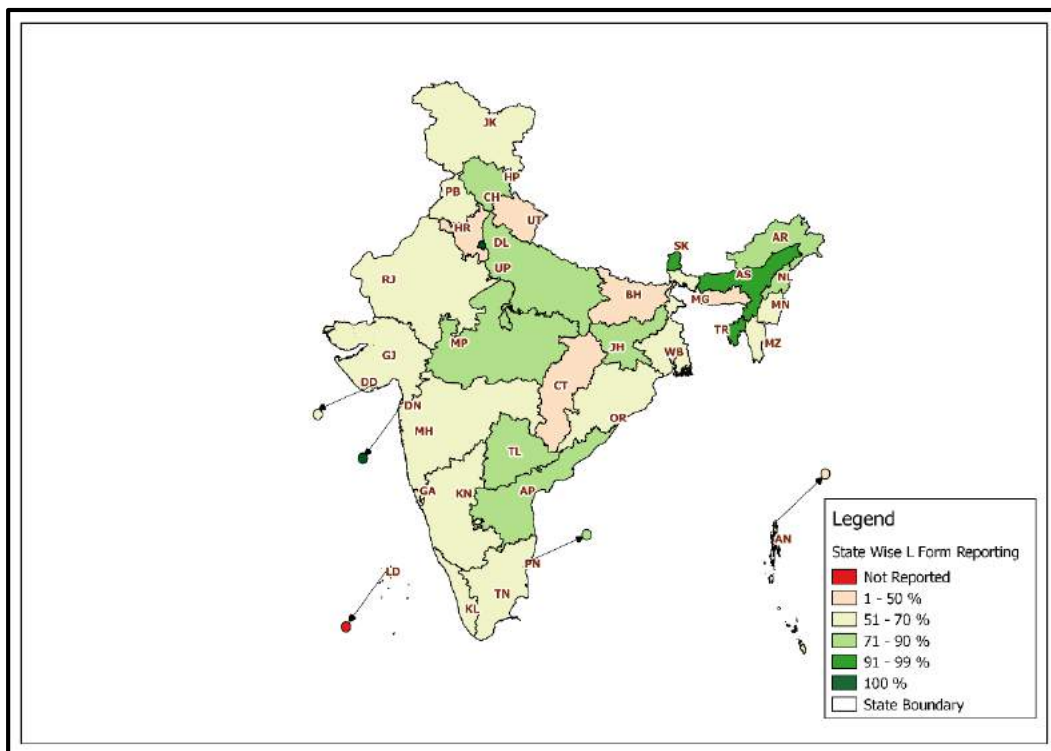 JK
HP
PB
CH
UT
HR
DL
SK
AR
UP
AS
NL
RJ
BH
MG
MN
TR
MZ
MP
JH
GJ
WB
DD
CT
DN
OR
MH
TL
GA
KN
AP
AN
PN
LD
TN
KL
Legend
State Wise L Form Reporting
Not Reported
1 - 50 %
51 - 70 %
71 - 90 %
91 - 99 %
100 %
State Boundary